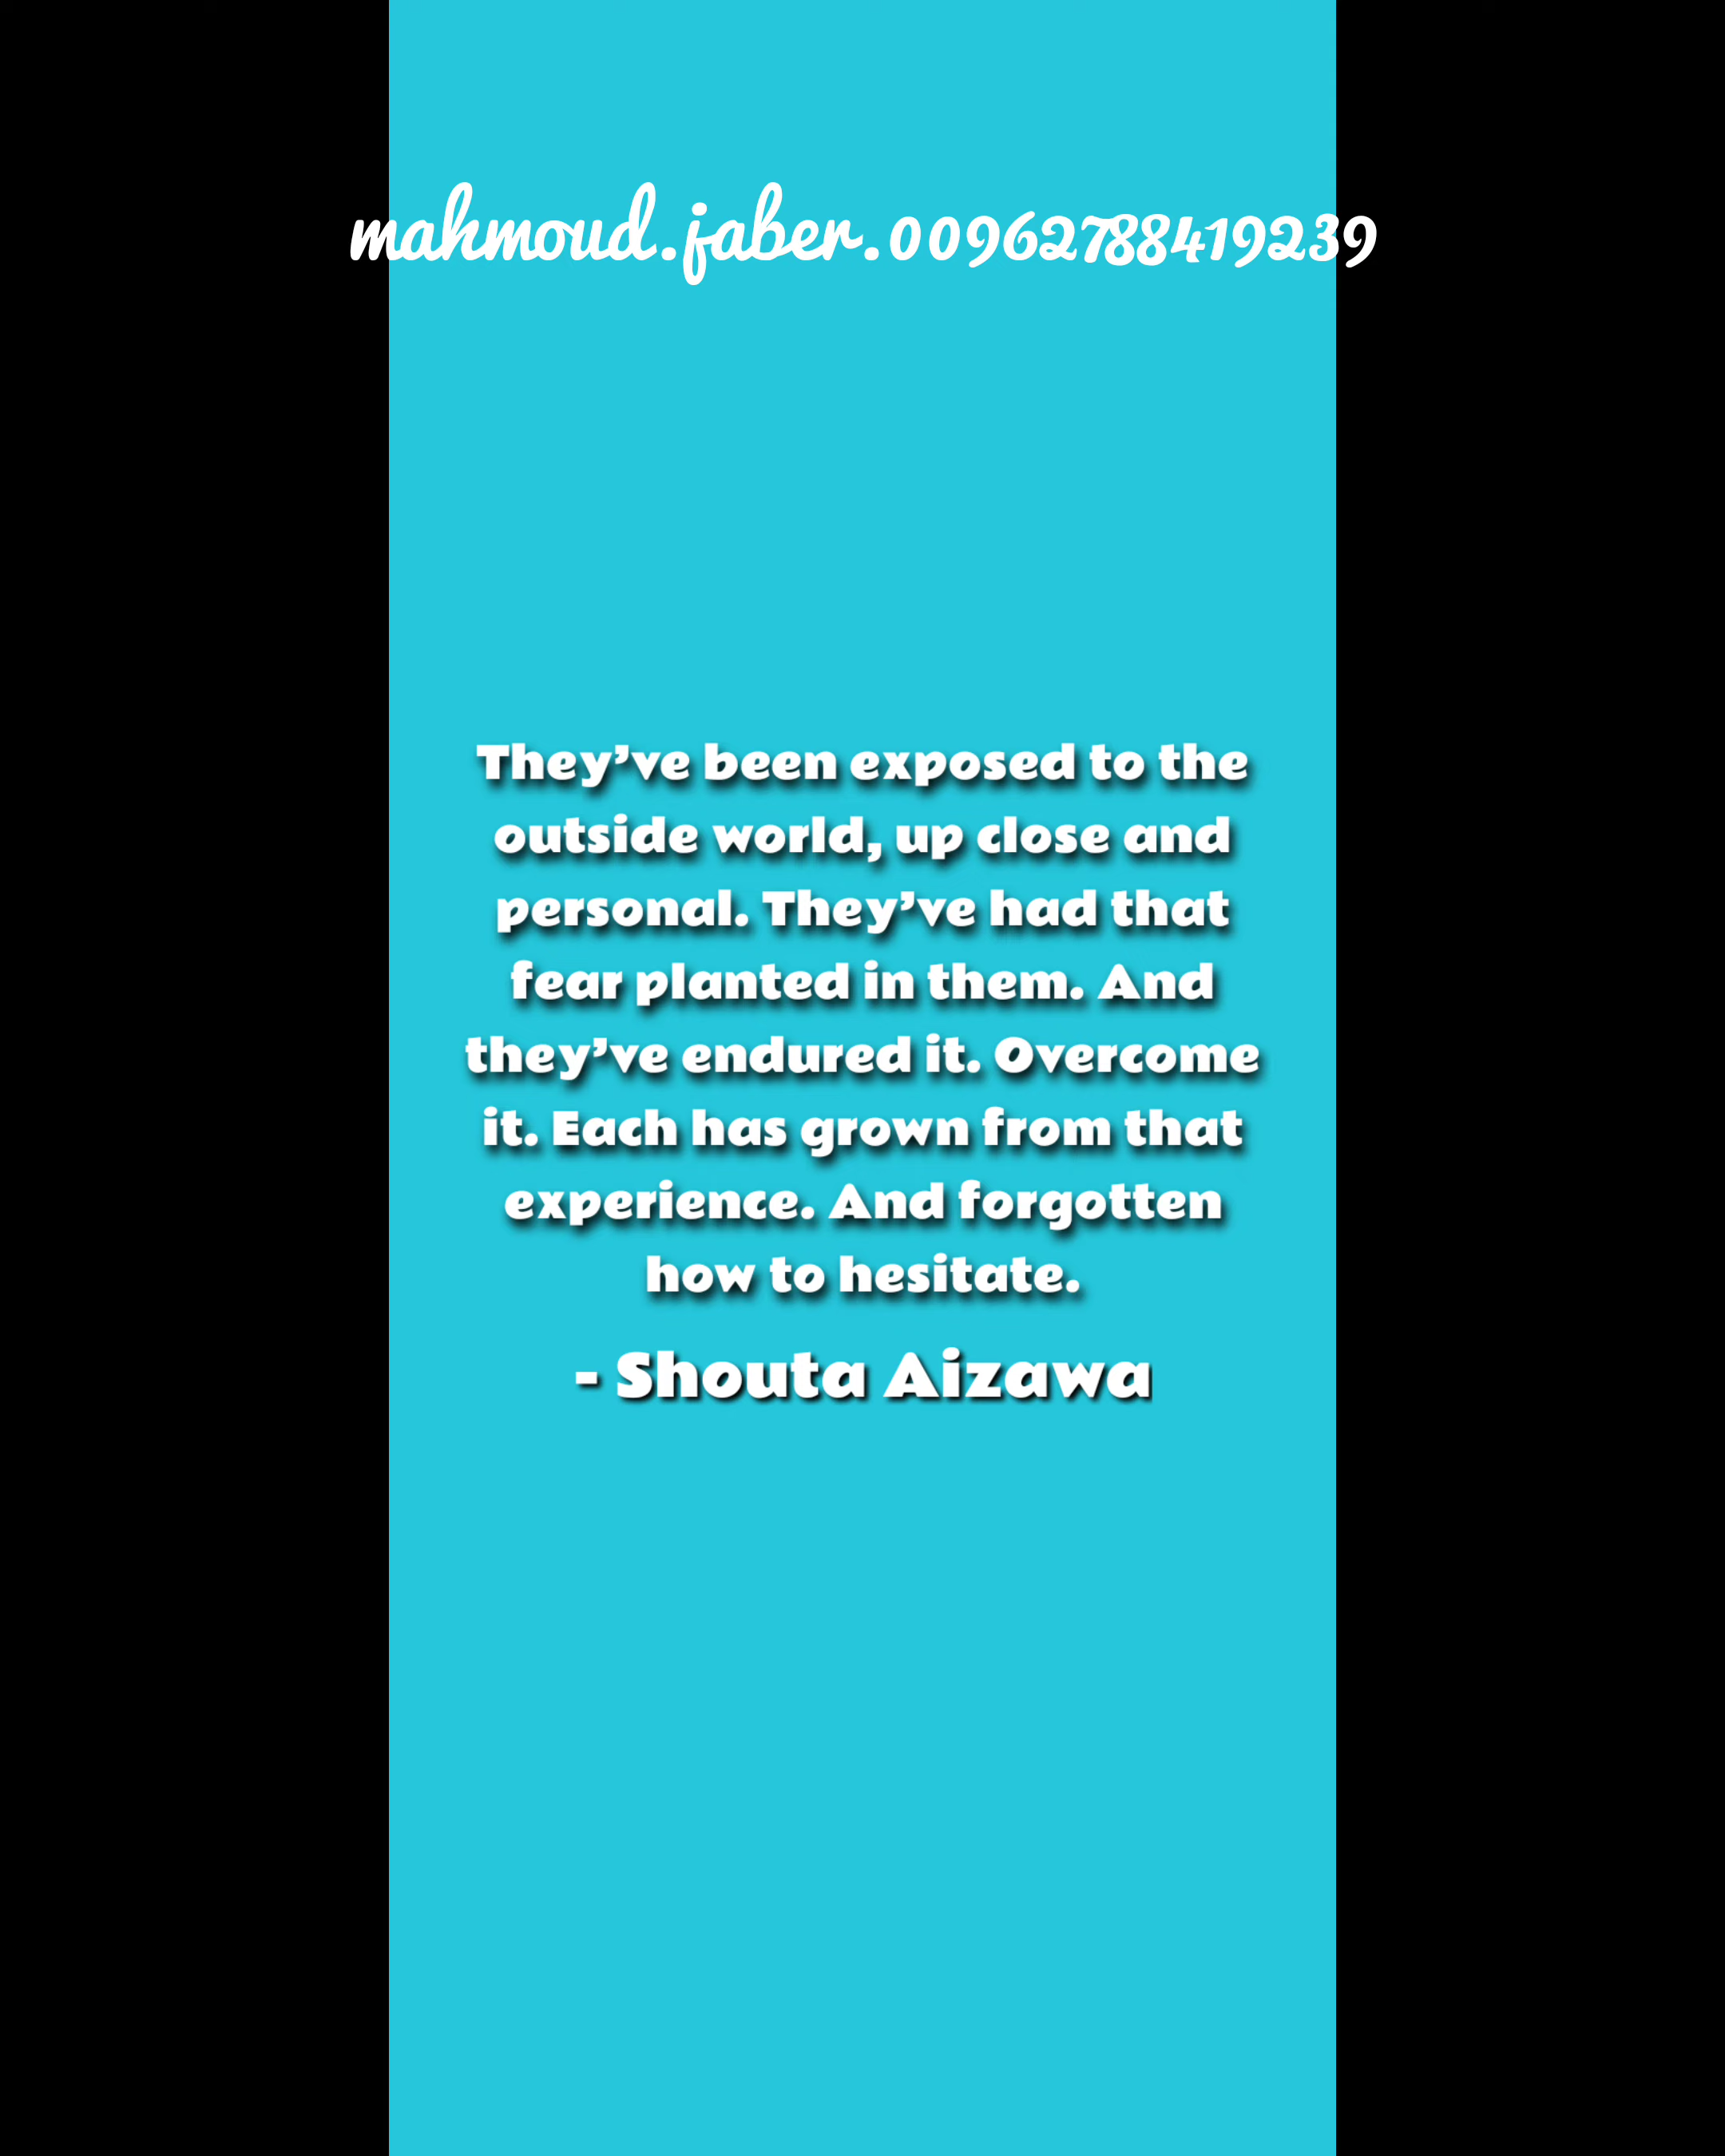 mahmoud.jaber.00962788419239
They’ve been exposed to the
outside world, up close and
personal. They’ve had that
fear planted in them. And
they’ve endured it. Overcome
it. Each has grown from that
experience. And forgotten
how to hesitate.
- Shouta Aizawa